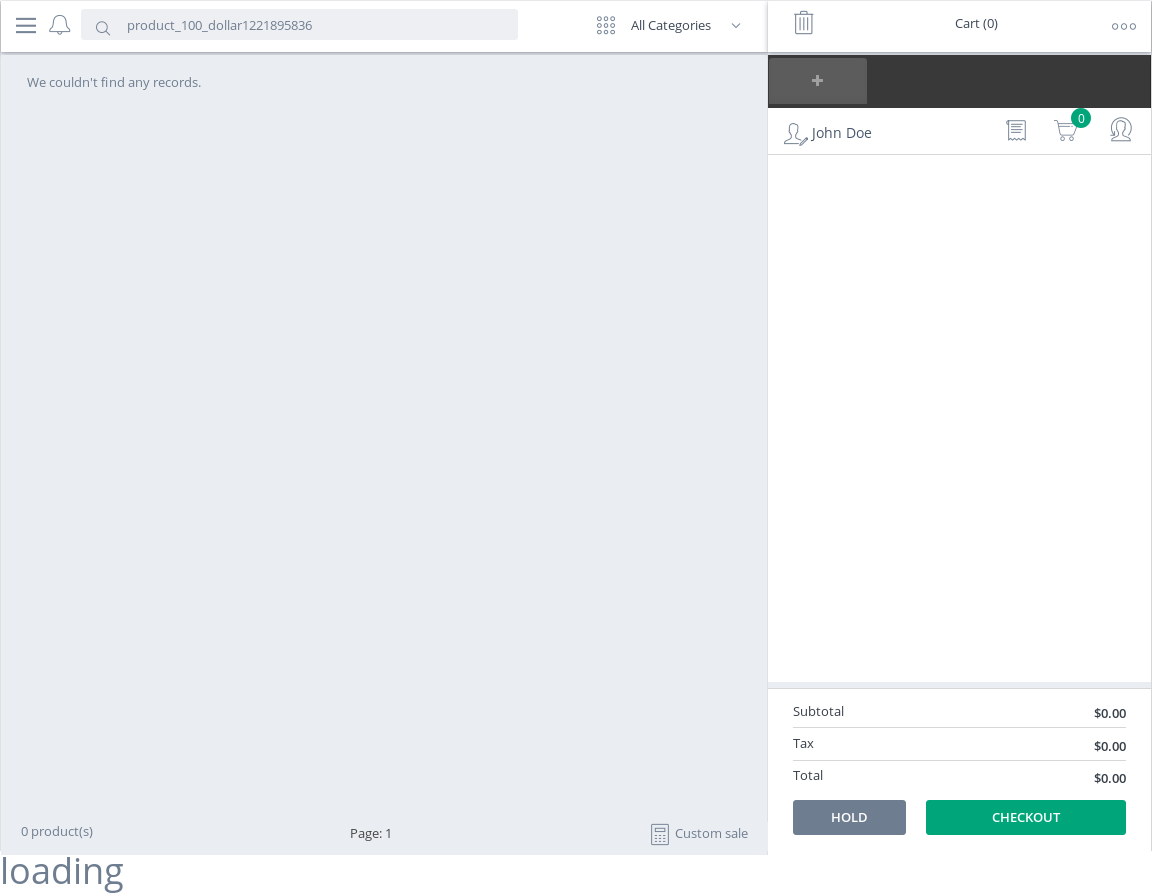 product_100_dollar1221895836
All Categories
Cart (0)
We couldn't find any records.
+
John Doe
0
Subtotal
$0.00
Tax
$0.00
Total
$0.00
HOLD
CHECKOUT
0 product(s)
Page: 1
Custom sale
loading